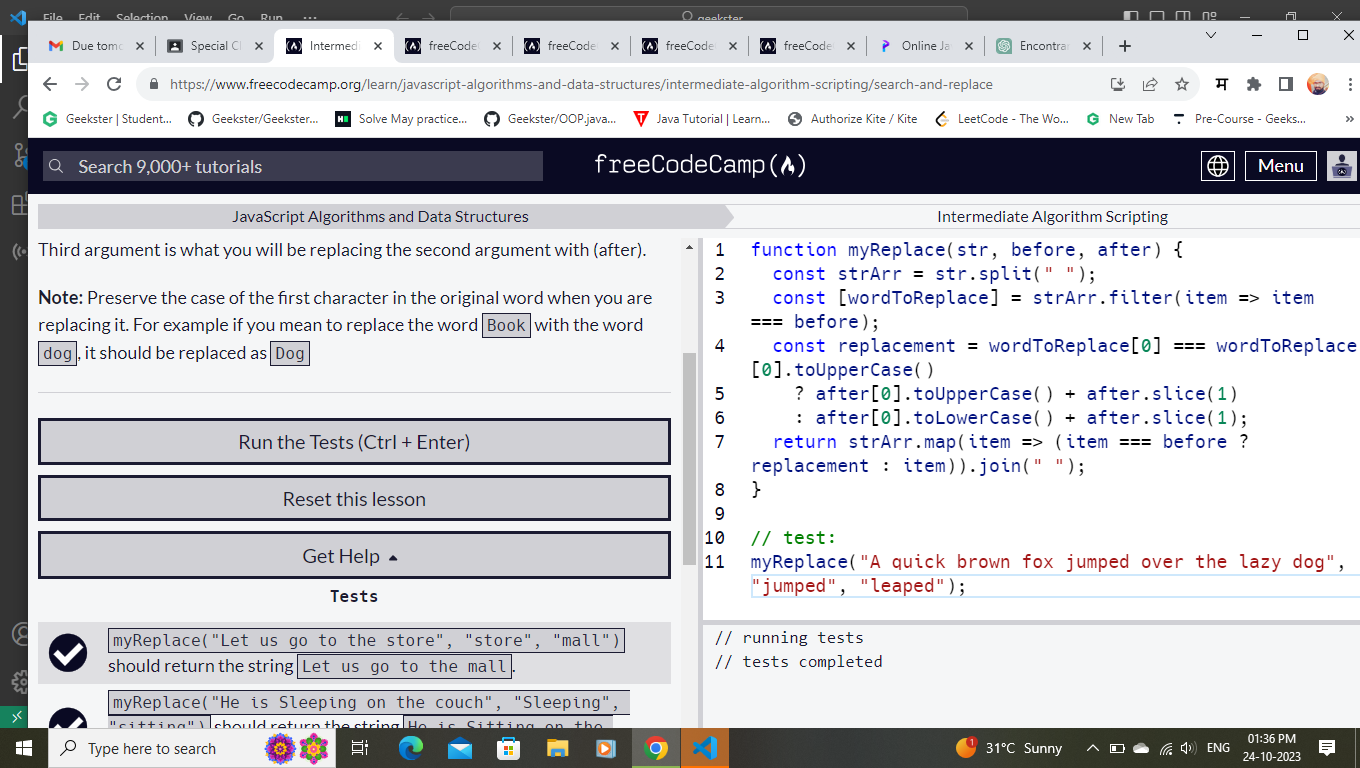 File Edit Selection View Go Run ··· geekster
Due tomo Special Cl Intermedi freeCode freeCode freeCode freeCode Online Ja Encontrar
https://www.freecodecamp.org/learn/javascript-algorithms-and-data-structures/intermediate-algorithm-scripting/search-and-replace
Geekster | Student... Geekster/Geekster... Solve May practice... Geekster/OOP.java... Java Tutorial | Learn... Authorize Kite / Kite LeetCode - The Wo... New Tab Pre-Course - Geeks... »
Search 9,000+ tutorials
freeCodeCamp
Menu
JavaScript Algorithms and Data Structures
Intermediate Algorithm Scripting
Third argument is what you will be replacing the second argument with (after).
Note: Preserve the case of the first character in the original word when you are
replacing it. For example if you mean to replace the word Book with the word
dog, it should be replaced as Dog
Run the Tests (Ctrl + Enter)
Reset this lesson
Get Help
Tests
myReplace("Let us go to the store", "store", "mall")
should return the string Let us go to the mall.
myReplace("He is Sleeping on the couch", "Sleeping",
"sitting") should return the string He is Sitting on the
1 function myReplace(str, before, after) {
2 const strArr = str.split(" ");
3 const [wordToReplace] = strArr.filter(item => item
=== before);
4 const replacement = wordToReplace[0] === wordToReplace
[0].toUpperCase()
5 ? after[0].toUpperCase() + after.slice(1)
6 : after[0].toLowerCase() + after.slice(1);
7 return strArr.map(item => (item === before ?
replacement : item)).join(" ");
8 }
9
10 // test:
11 myReplace("A quick brown fox jumped over the lazy dog",
"jumped", "leaped");
// running tests
// tests completed
Type here to search
1 31°C Sunny
ENG
01:36 PM
24-10-2023